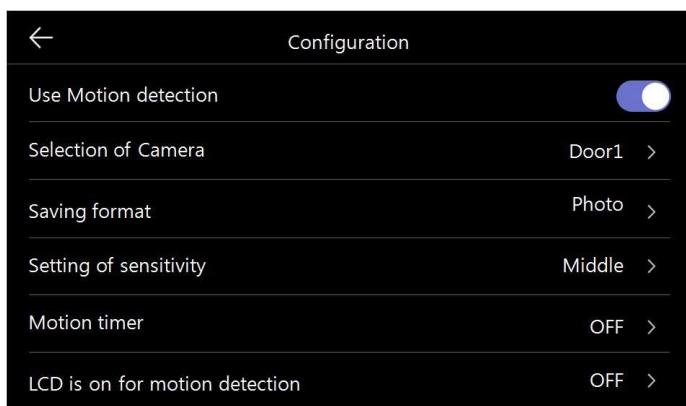 Configuration
Use Motion detection
Selection of Camera Door1
Saving format Photo
Setting of sensitivity Middle
Motion timer OFF
LCD is on for motion detection OFF